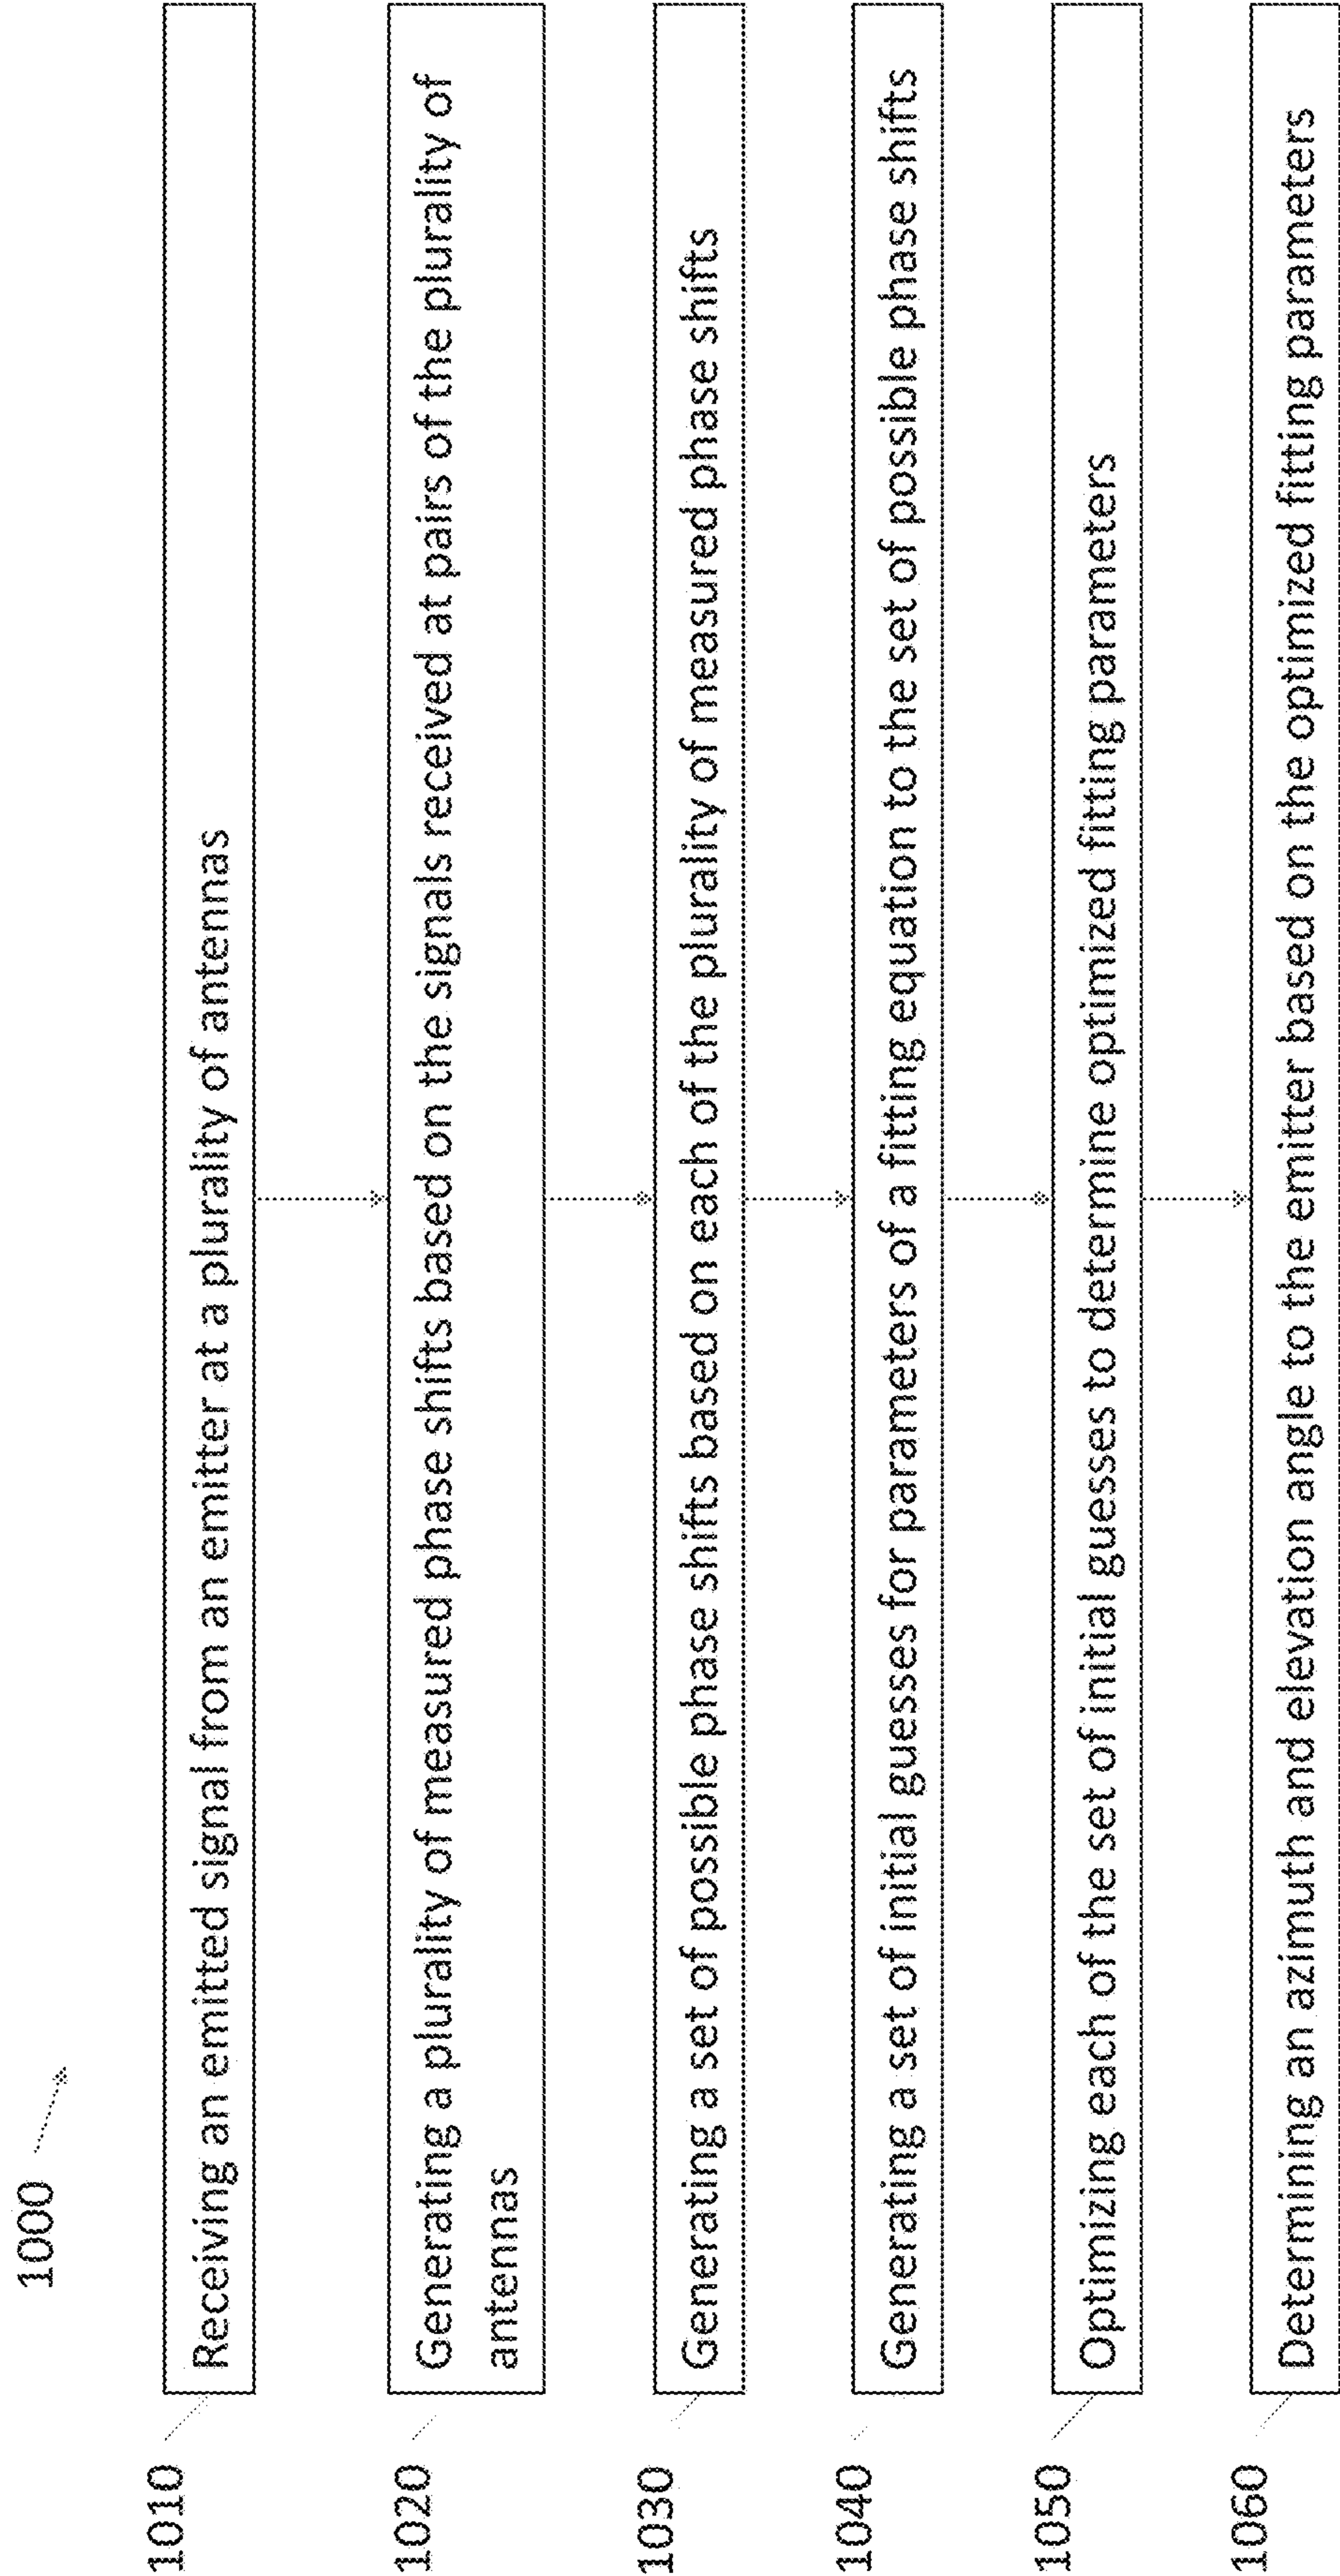 1000
1010
Receiving an emitted signal from an emitter at a plurality of antennas
1020
Generating a plurality of measured phase shifts based on the signals received at pairs of the plurality of
antennas
1030
Generating a set of possible phase shifts based on each of the plurality of measured phase shifts
1040
Generating a set of initial guesses for parameters of a fitting equation to the set of possible phase shifts
1050
Optimizing each of the set of initial guesses to determine optimized fitting parameters
1060
Determining an azimuth and elevation angle to the emitter based on the optimized fitting parameters